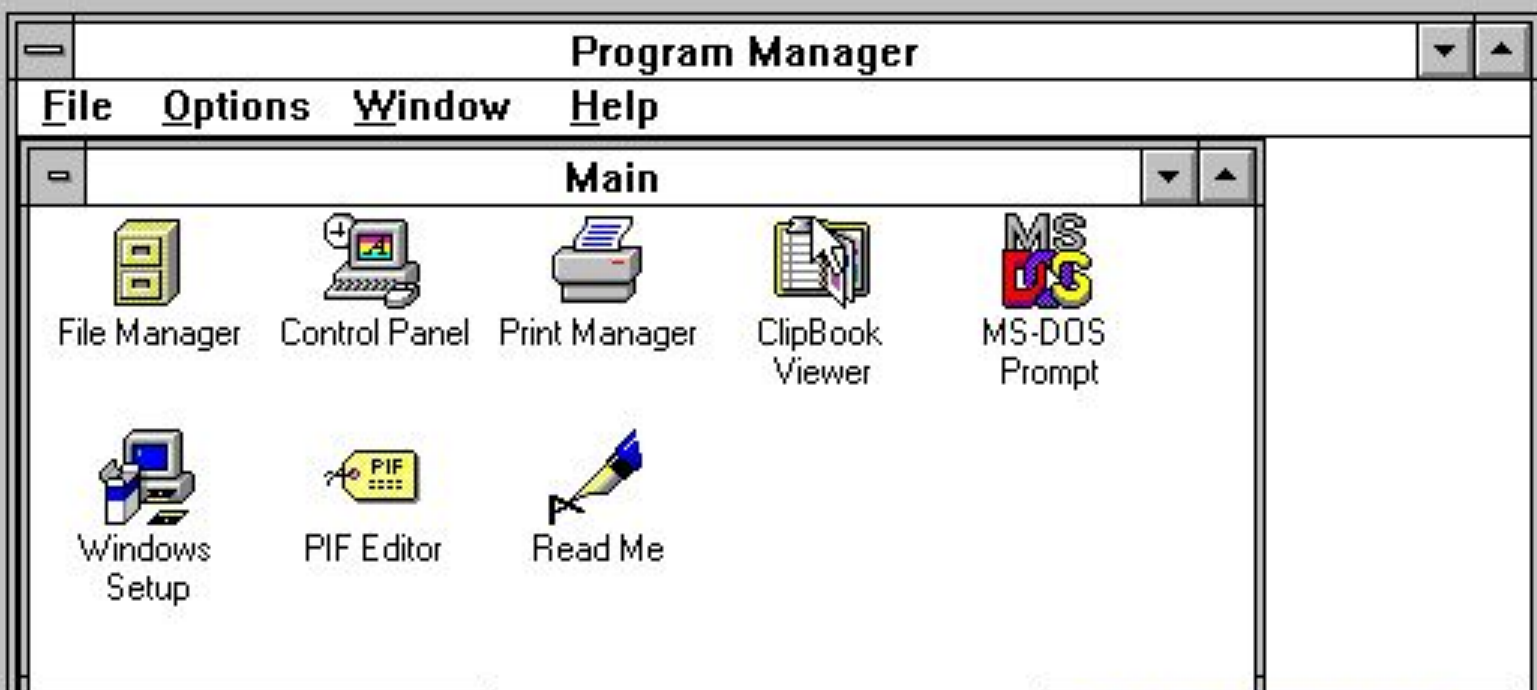 Program Manager
File Options Window Help
Main
A
MS
DOS
File Manager Control Panel Print Manager ClipBook Viewer MS-DOS Prompt
PIF
Windows Setup PIF Editor Read Me